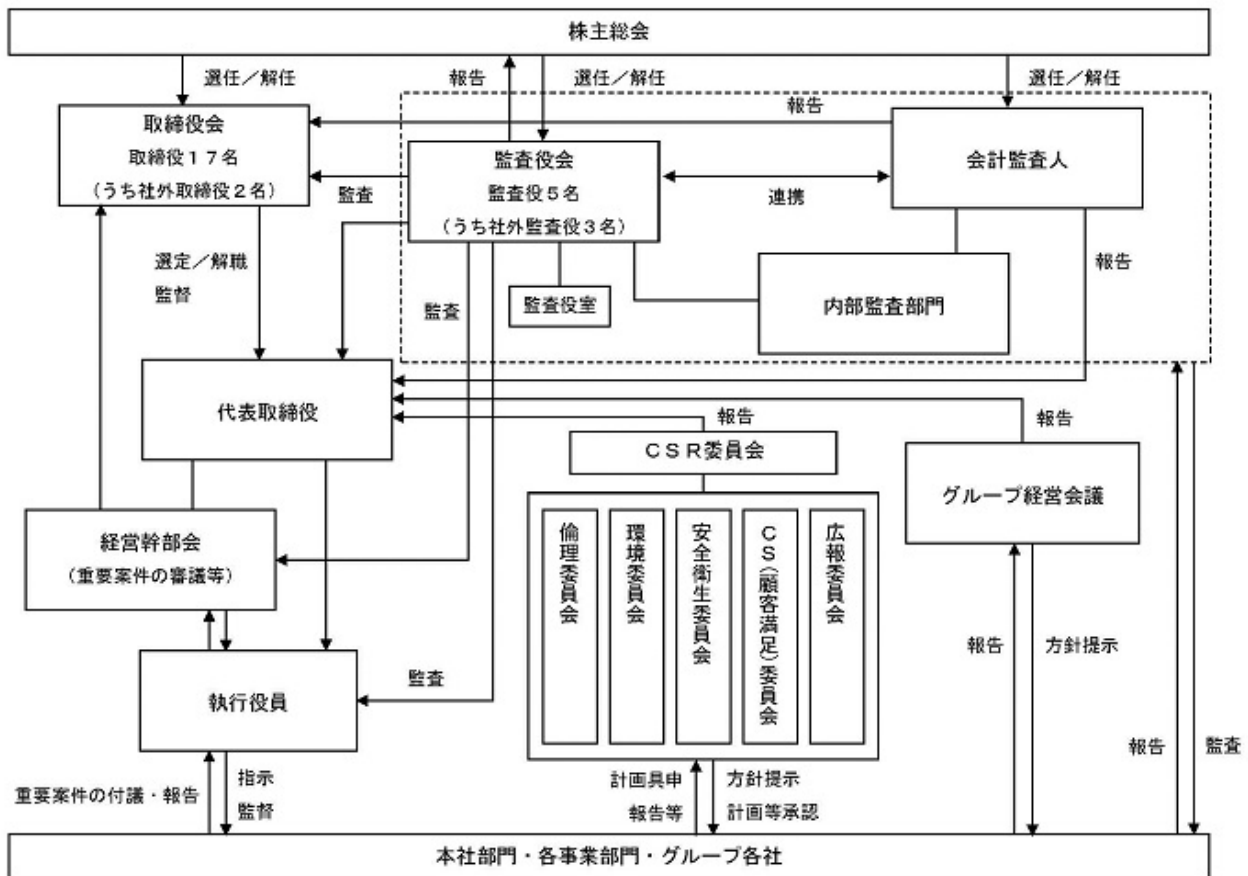 株主総会
選任／解任
報告
選任／解任
選任／解任
取締役会
取締役１７名
（うち社外取締役２名）
報告
会計監査人
監査役会
監査役５名
（うち社外監査役３名）
監査
連携
選定／解職
監督
監査
監査役室
内部監査部門
報告
代表取締役
報告
ＣＳＲ委員会
報告
グループ経営会議
経営幹部会
（重要案件の審議等）
倫理委員会
環境委員会
安全衛生委員会
ＣＳ（顧客満足）委員会
広報委員会
報告
方針提示
執行役員
監査
重要案件の付議・報告
指示
監督
計画具申
報告等
方針提示
計画等承認
報告
監査
本社部門・各事業部門・グループ各社